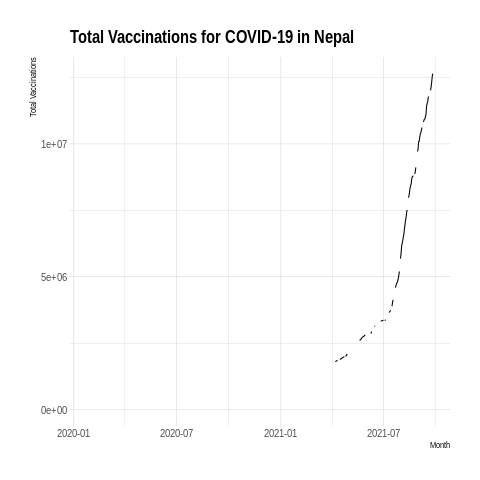 Total Vaccinations for COVID-19 in Nepal
Total Vaccinations
1e+07
5e+06
0e+00
2020-01 2020-07 2021-01 2021-07
Month